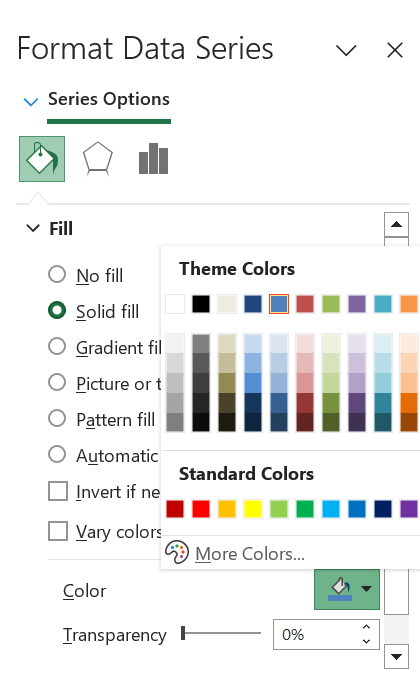 Format Data Series
Series Options
Fill
No fill
Solid fill
Gradient fil
Picture or t
Pattern fill
Automatic
Invert if ne
Vary colors
Theme Colors
Standard Colors
More Colors...
Color
Transparency
0%